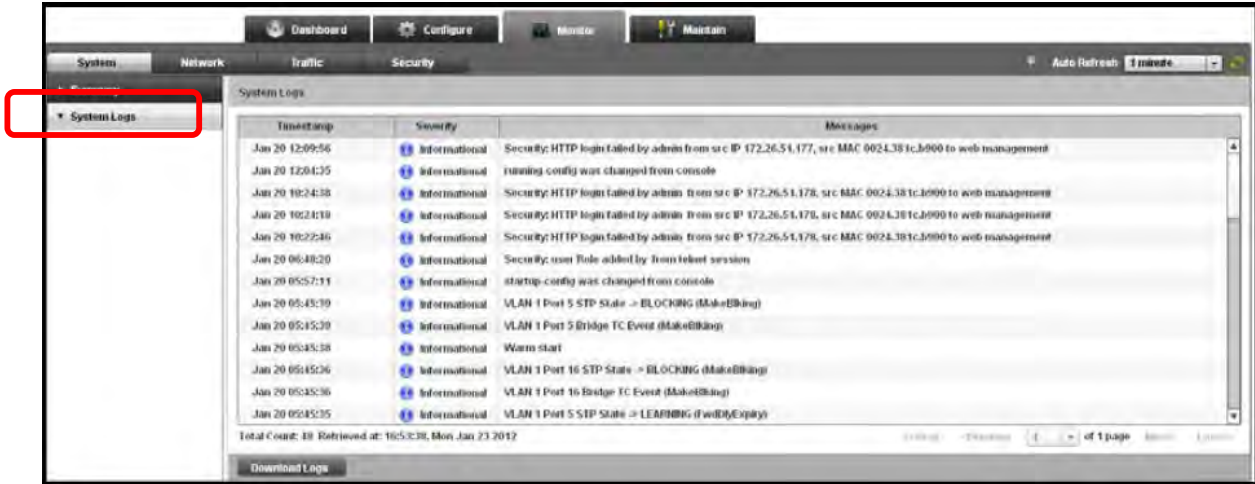 Dashboard Configure Monitor Maintain
System Network Traffic Security Auto Refresh 1 minute
Summary
System Logs
System Logs
Timestamp Severity Messages
Jan 20 12:09:56 Informational Security: HTTP login failed by admin from src IP 172.26.51.177, src MAC 0024.381c.b900 to web management
Jan 20 12:04:35 Informational running-config was changed from console
Jan 20 10:24:38 Informational Security: HTTP login failed by admin from src IP 172.26.51.178, src MAC 0024.381c.b900 to web management
Jan 20 10:24:18 Informational Security: HTTP login failed by admin from src IP 172.26.51.178, src MAC 0024.381c.b900 to web management
Jan 20 10:22:46 Informational Security: HTTP login failed by admin from src IP 172.26.51.178, src MAC 0024.381c.b900 to web management
Jan 20 06:48:20 Informational Security: user Role added by from telnet session
Jan 20 05:57:11 Informational startup-config was changed from console
Jan 20 05:45:39 Informational VLAN 1 Port 5 STP State -> BLOCKING (MakeBlking)
Jan 20 05:45:39 Informational VLAN 1 Port 5 Bridge TC Event (MakeBlking)
Jan 20 05:45:38 Informational Warm start
Jan 20 05:45:36 Informational VLAN 1 Port 16 STP State -> BLOCKING (MakeBlking)
Jan 20 05:45:36 Informational VLAN 1 Port 16 Bridge TC Event (MakeBlking)
Jan 20 05:45:35 Informational VLAN 1 Port 5 STP State -> LEARNING (FwdDlyExpiry)
Total Count: Retrieved at: 16:53:38, Mon Jan 23 2012 1 of 1 page
Download Logs